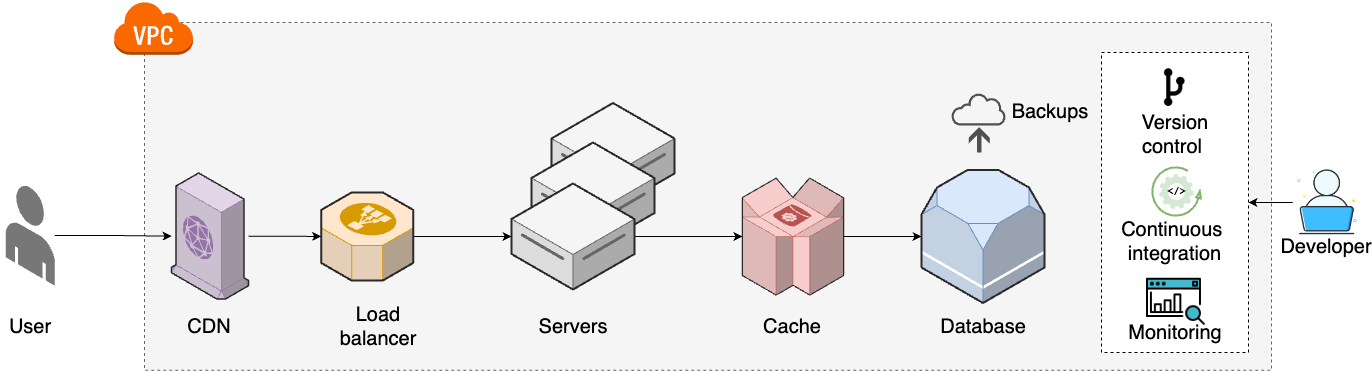 VPC
Backups
Version
control
</>
Continuous
integration
Monitoring
Developer
User
CDN
Load
balancer
Servers
Cache
Database